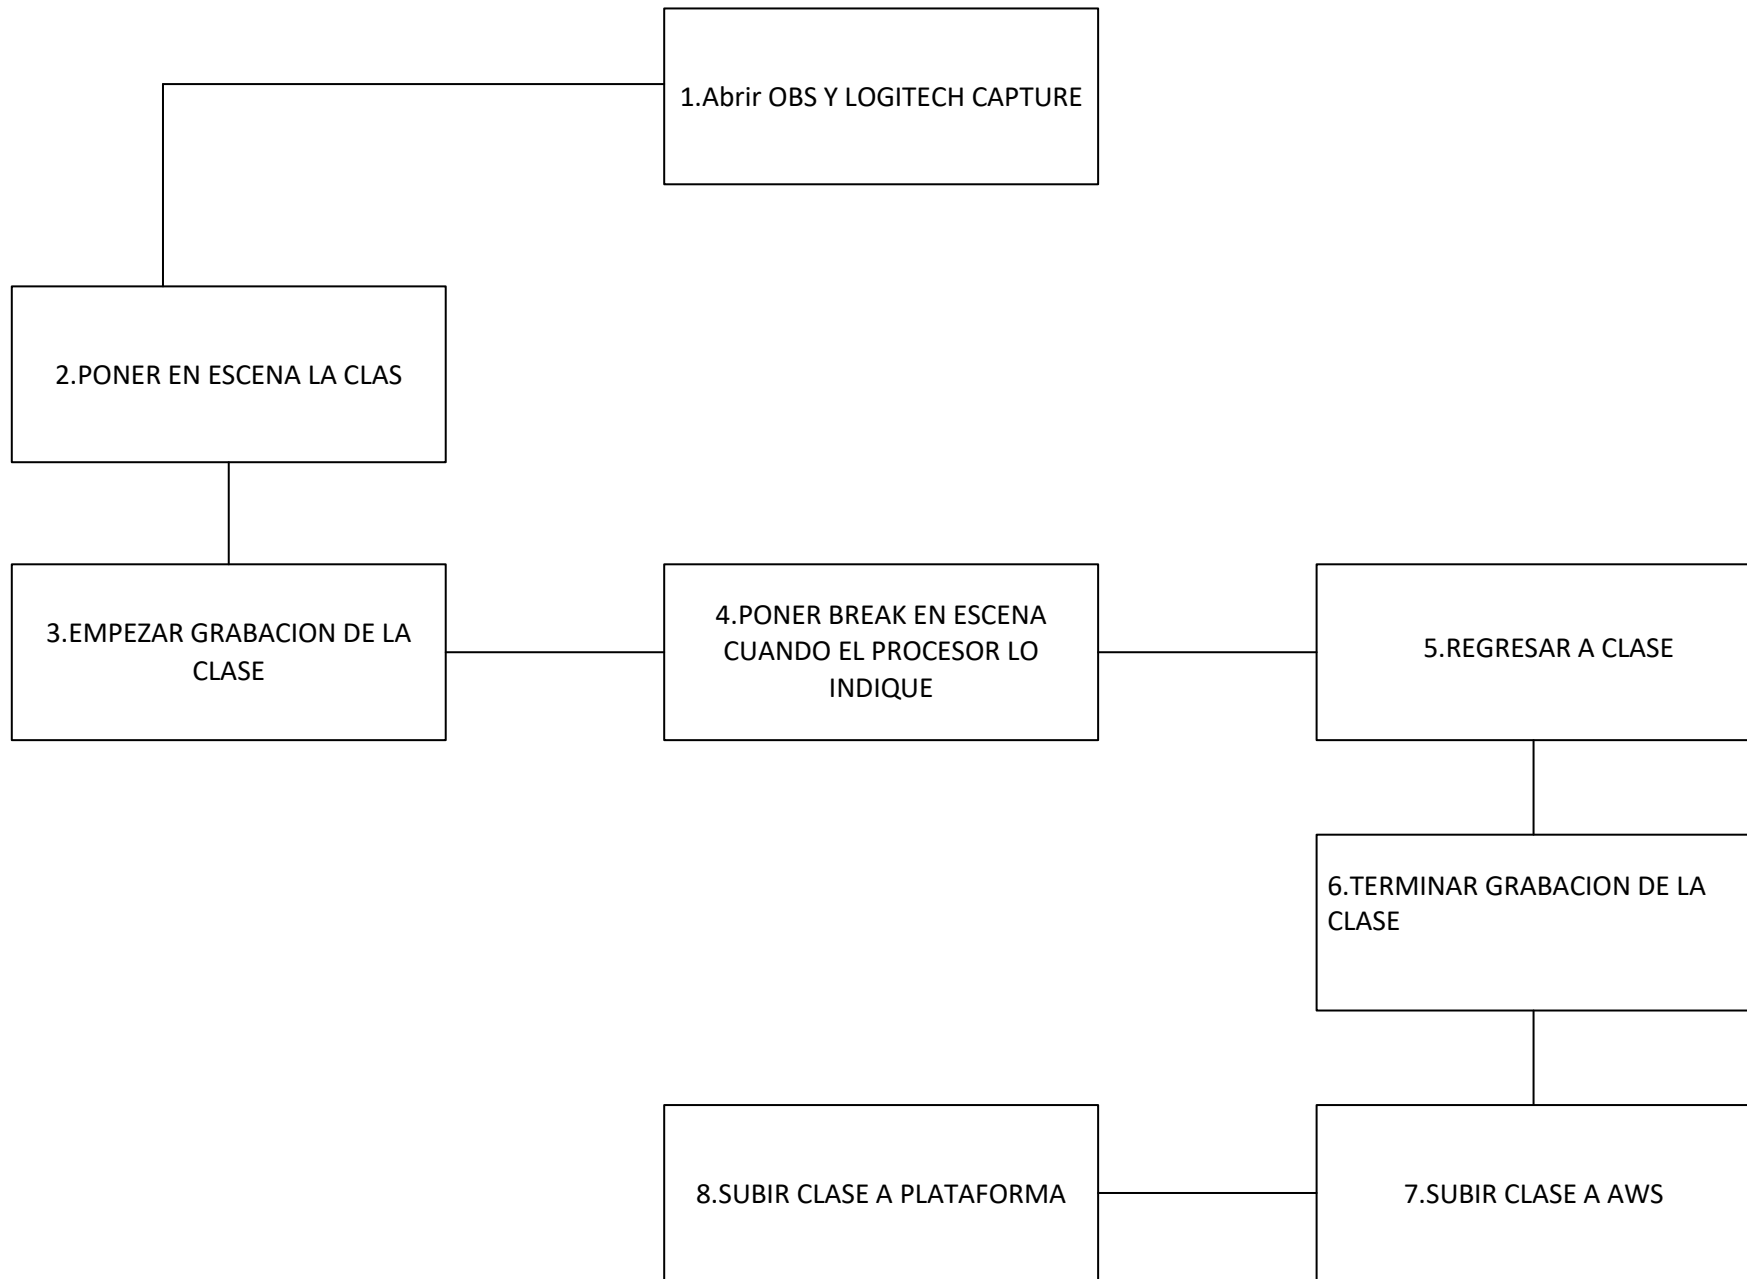 1.Abrir OBS Y LOGITECH CAPTURE
2.PONER EN ESCENA LA CLAS
3.EMPEZAR GRABACION DE LA
CLASE
4.PONER BREAK EN ESCENA
CUANDO EL PROCESOR LO
INDIQUE
5.REGRESAR A CLASE
6.TERMINAR GRABACION DE LA
CLASE
7.SUBIR CLASE A AWS
8.SUBIR CLASE A PLATAFORMA